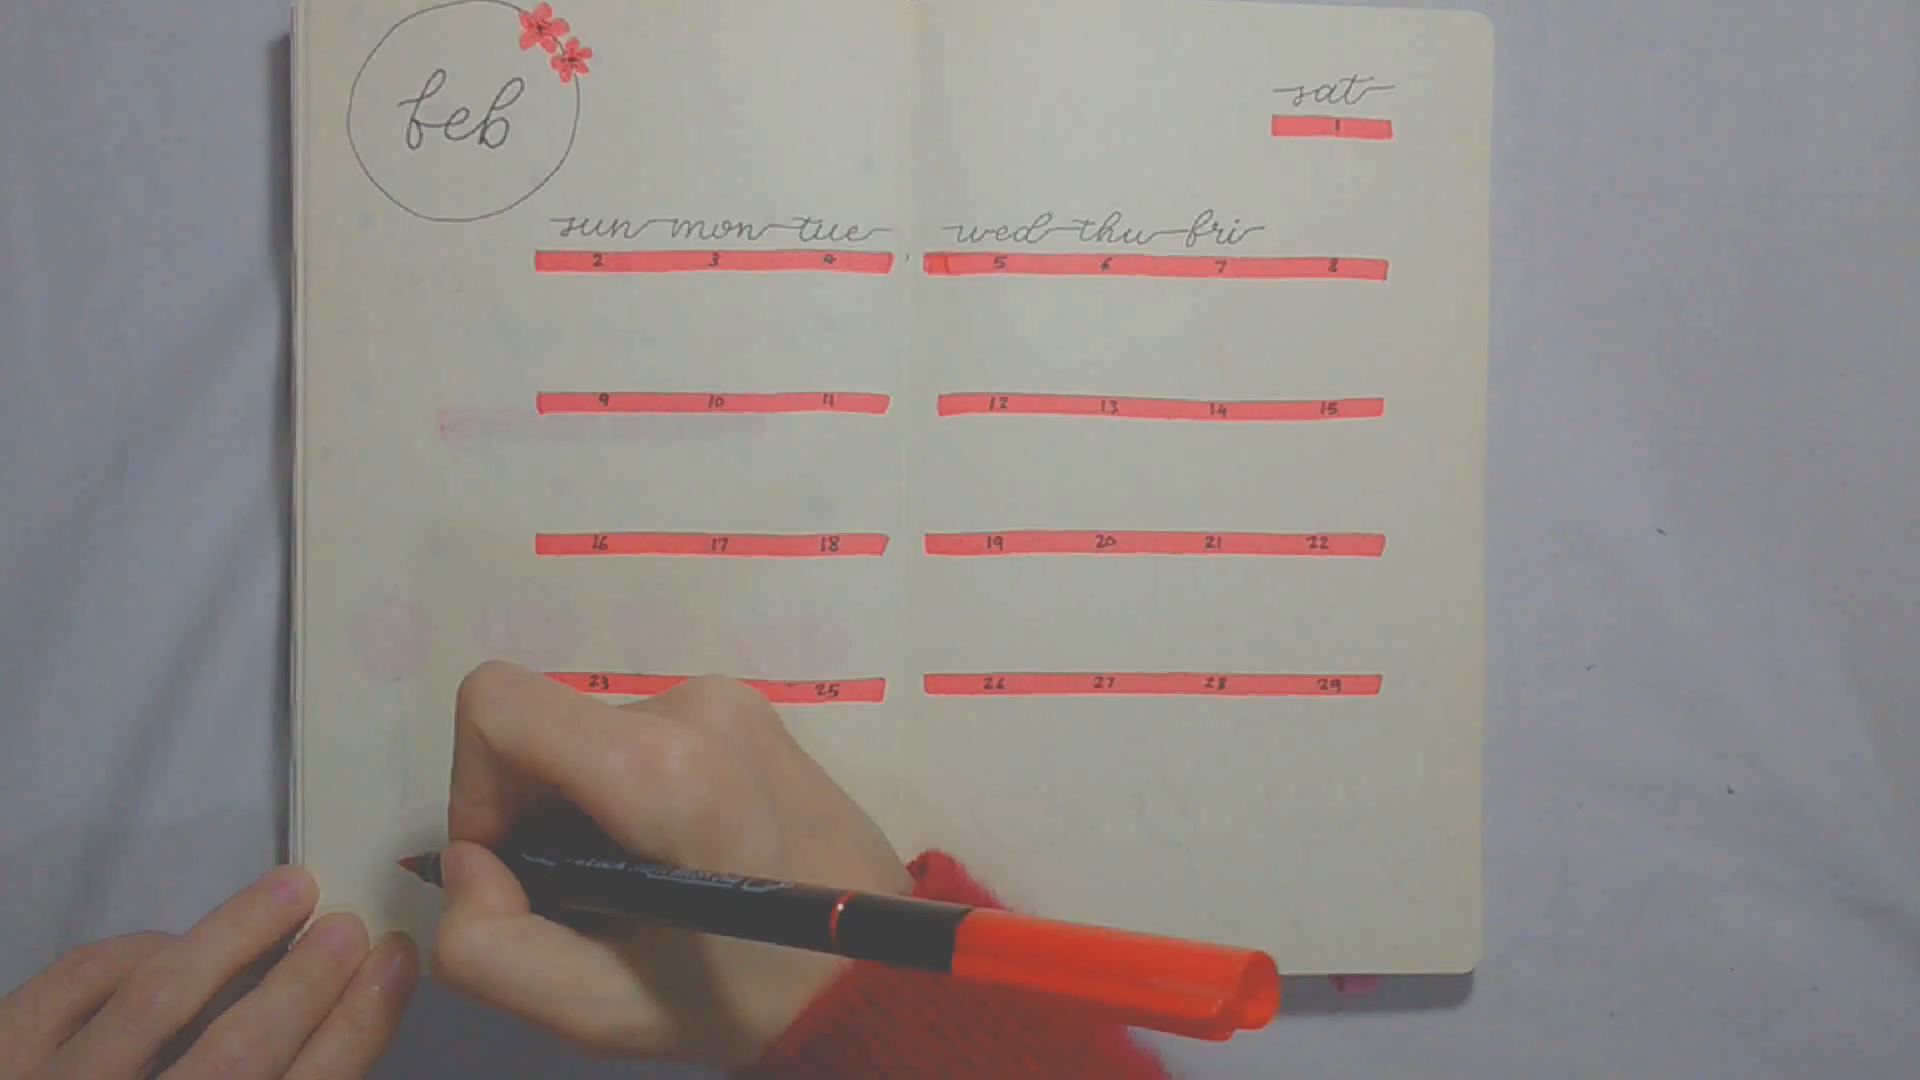 feb
sat
1
sun mon tue wed thu fri
2 3 4 5 6 7 8
9 10 11 12 13 14 15
16 17 18 19 20 21 22
23 25 26 27 28 29